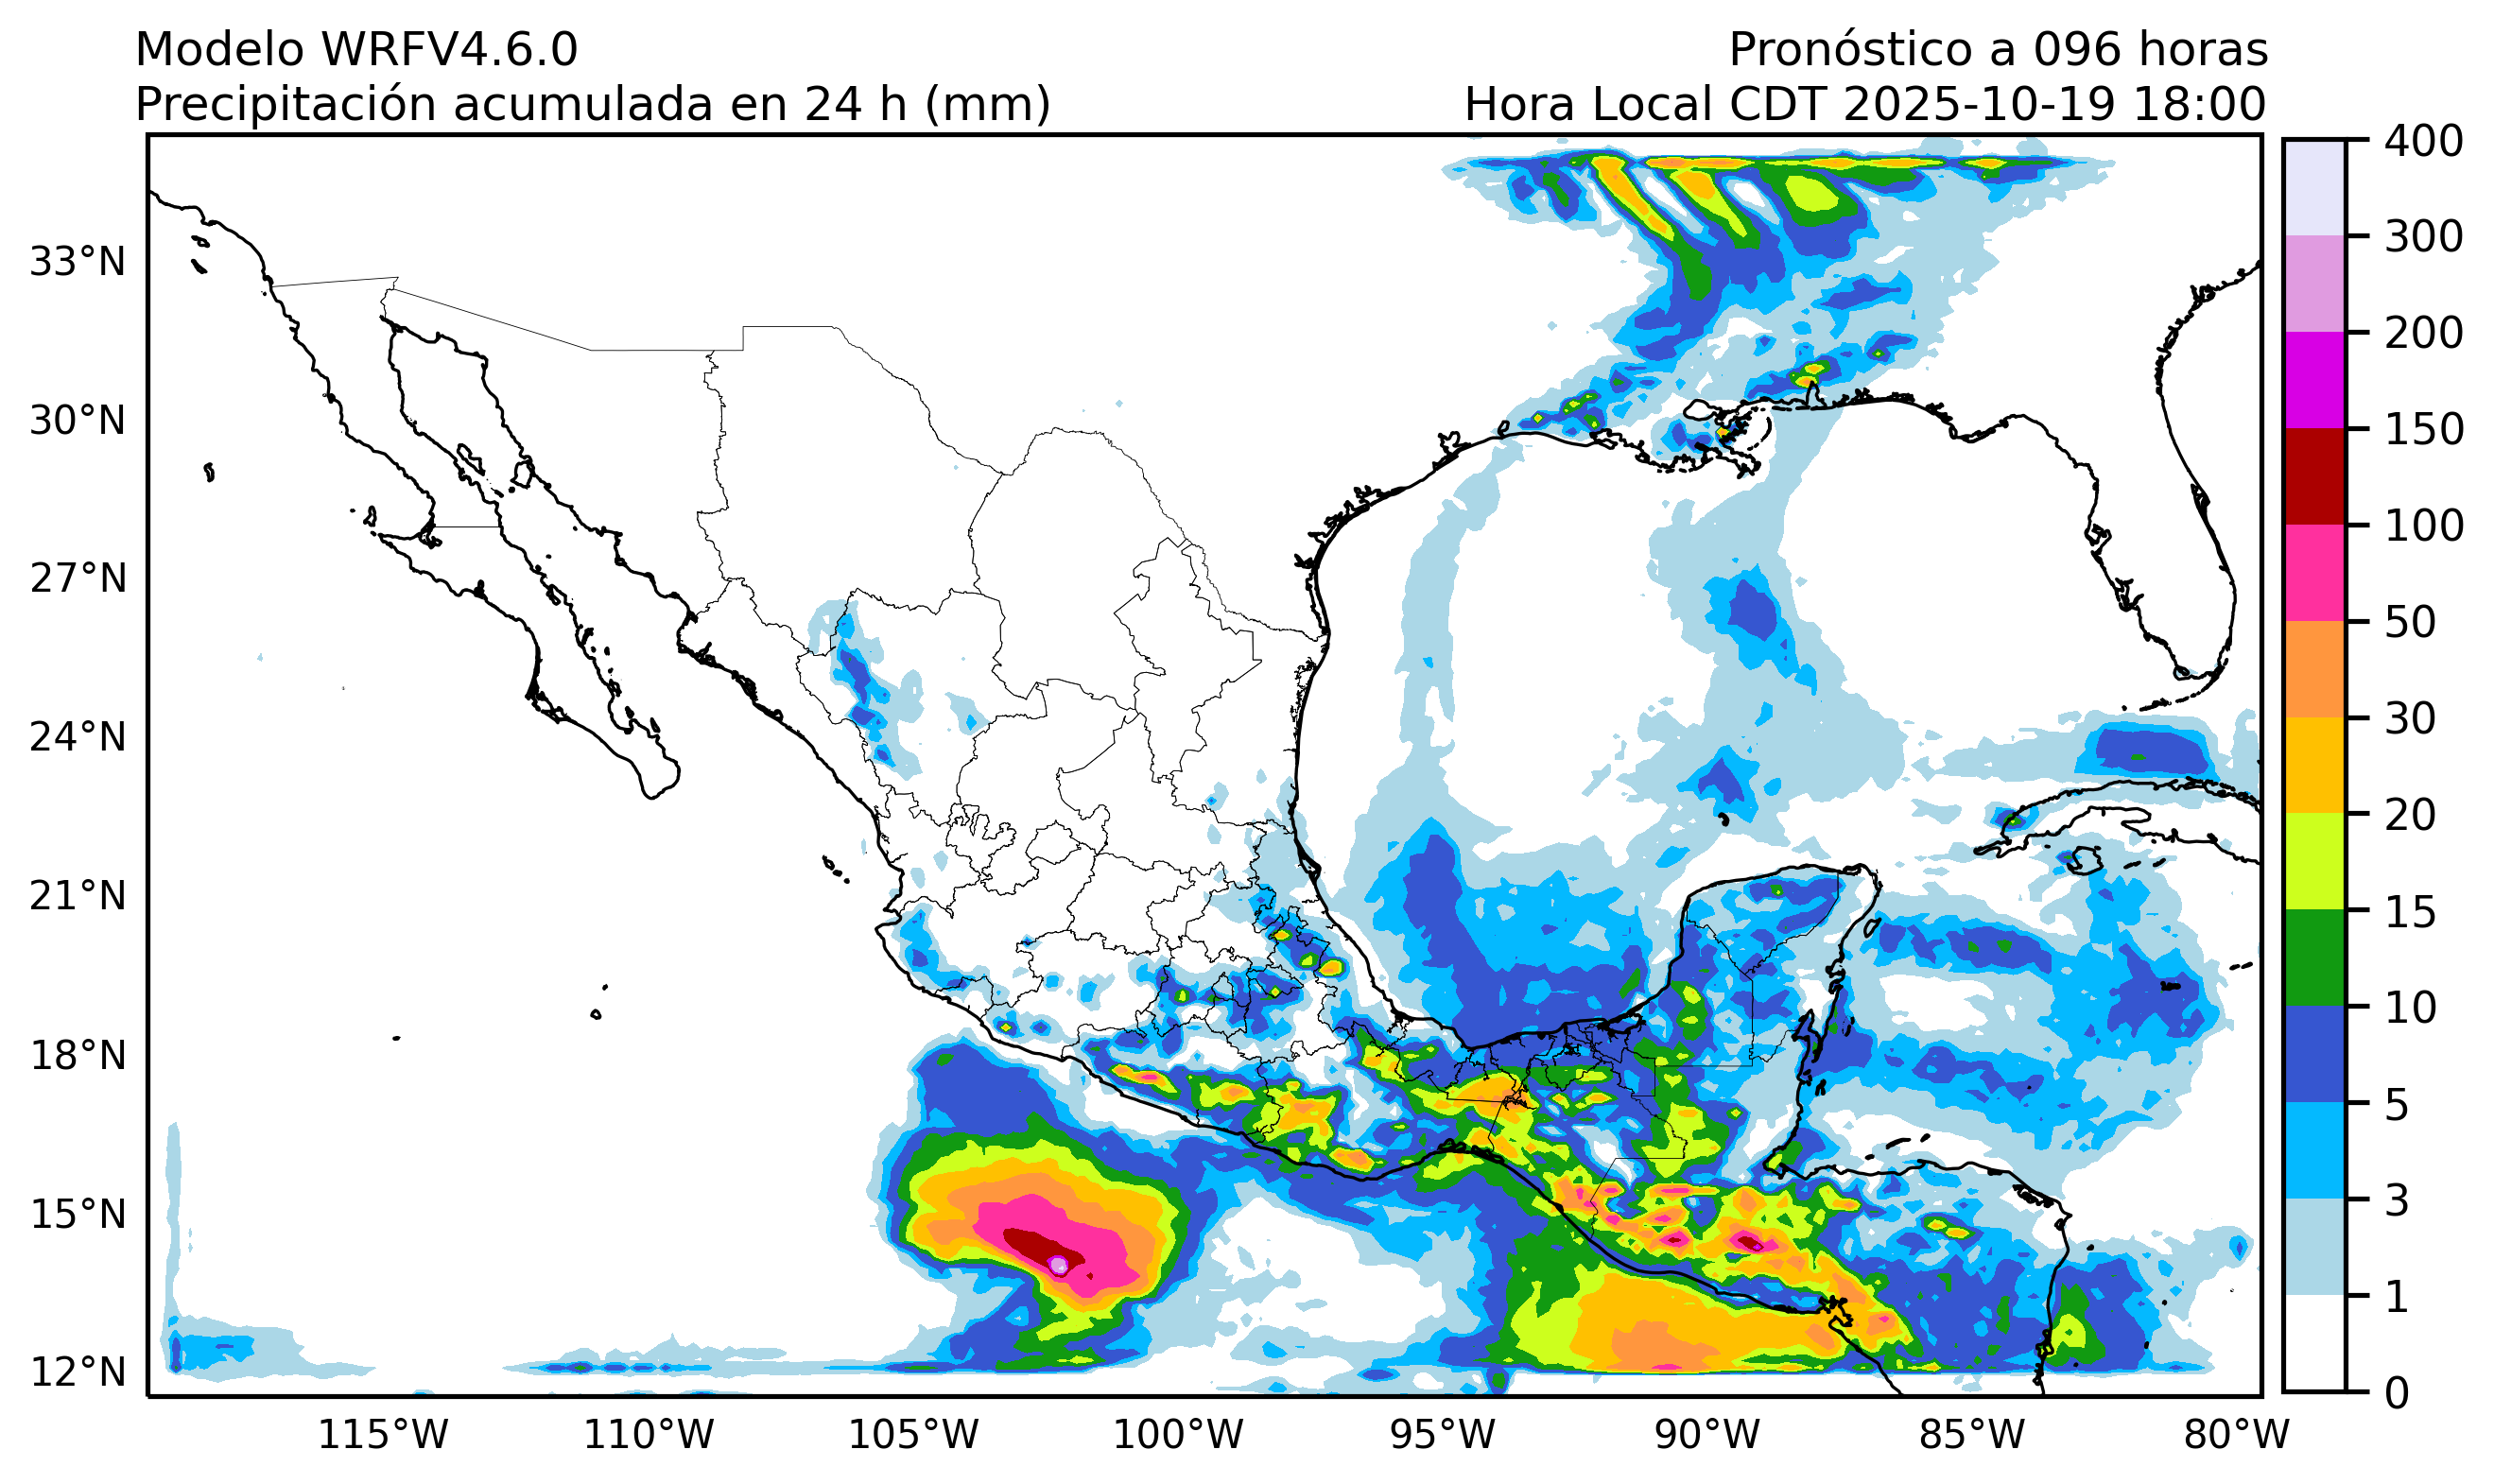 Modelo WRFV4.6.0
Pronóstico a 096 horas
Precipitación acumulada en 24 h (mm)
Hora Local CDT 2025-10-19 18:00
33°N
30°N
27°N
24°N
21°N
18°N
15°N
12°N
115°W
110°W
105°W
100°W
95°W
90°W
85°W
80°W
400
300
200
150
100
50
30
20
15
10
5
3
1
0